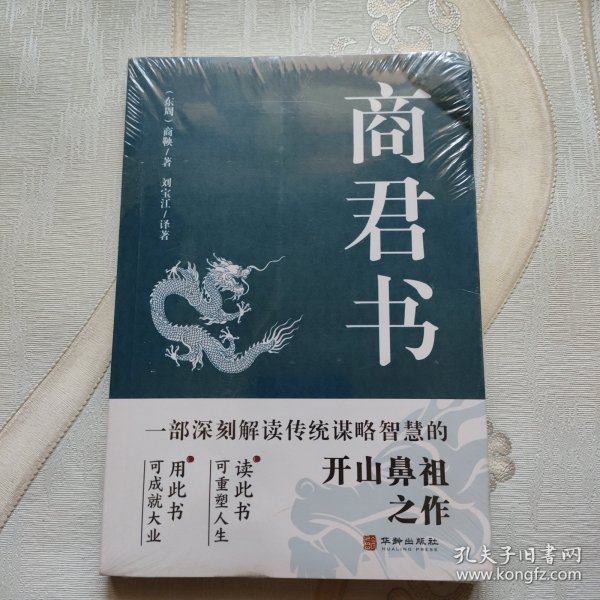 商君书
（东周）商鞅/著 刘宝江/译著
一部深刻解读传统谋略智慧的
开山鼻祖
之作
读此书
可重塑人生
用此书
可成就大业
华龄出版社
HUALING PRESS
孔夫子旧书网
www.kongfz.com